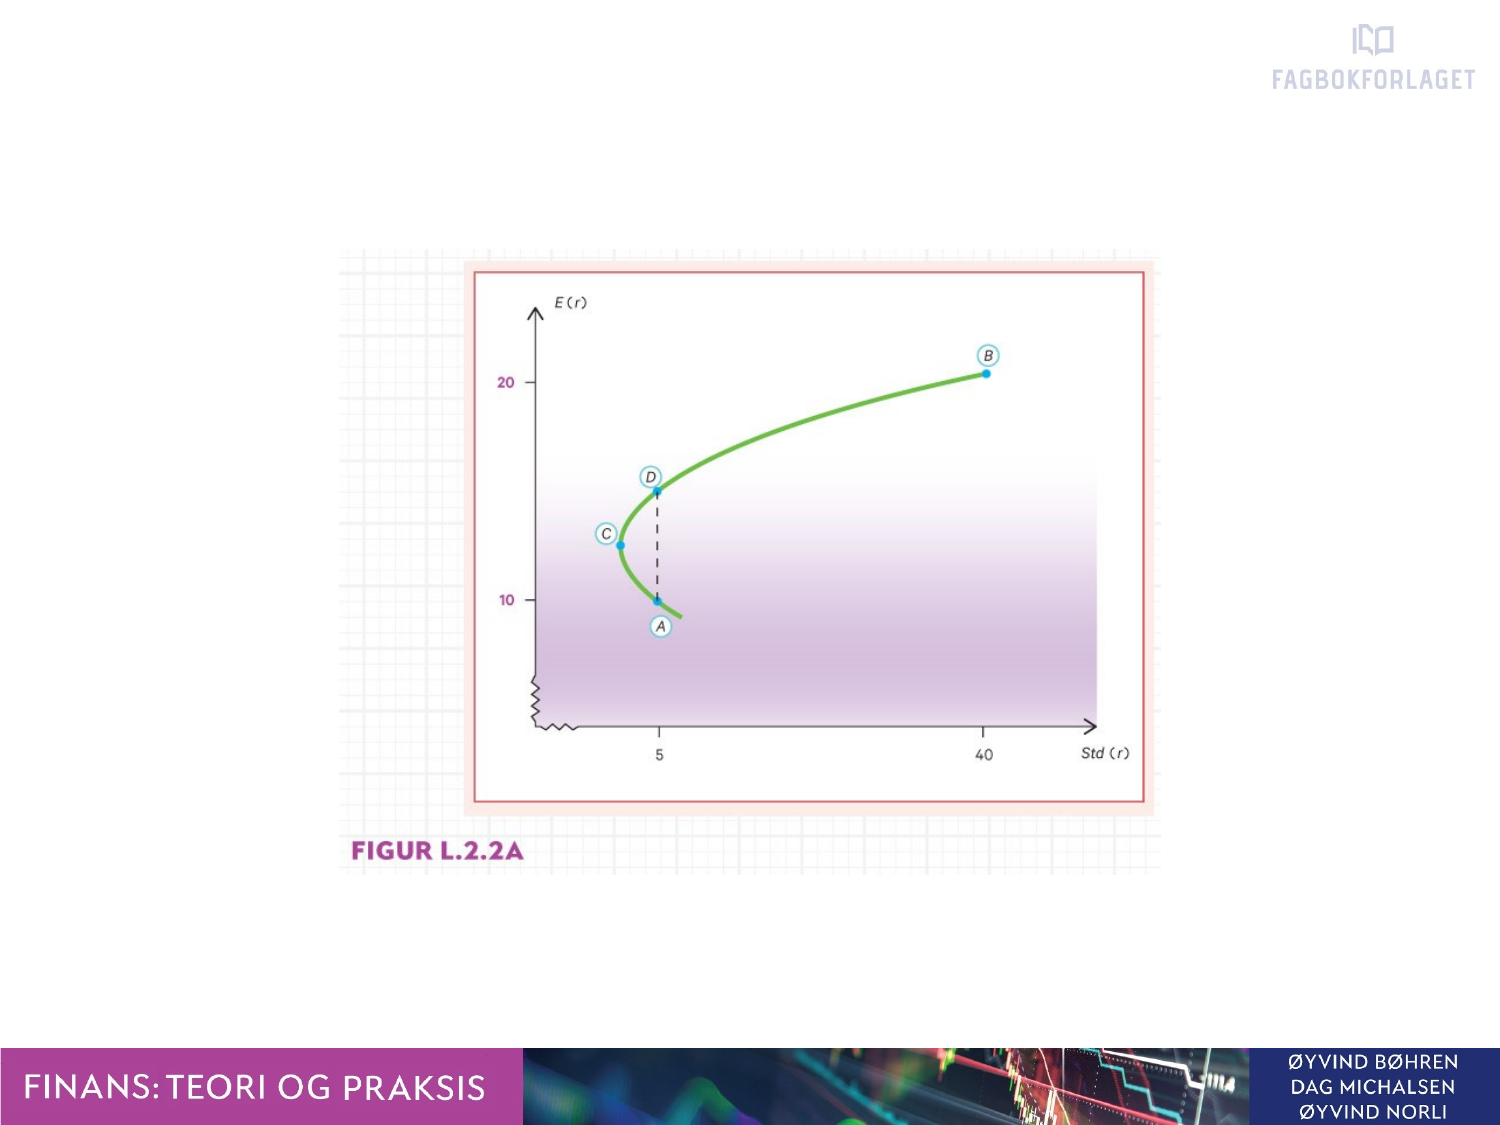 FAGBOKFORLAGET
E(r)
B
20
D
C
10
A
5
40
Std (r)
FIGUR L.2.2A
FINANS: TEORI OG PRAKSIS
ØYVIND BØHREN
DAG MICHALSEN
ØYVIND NORLI